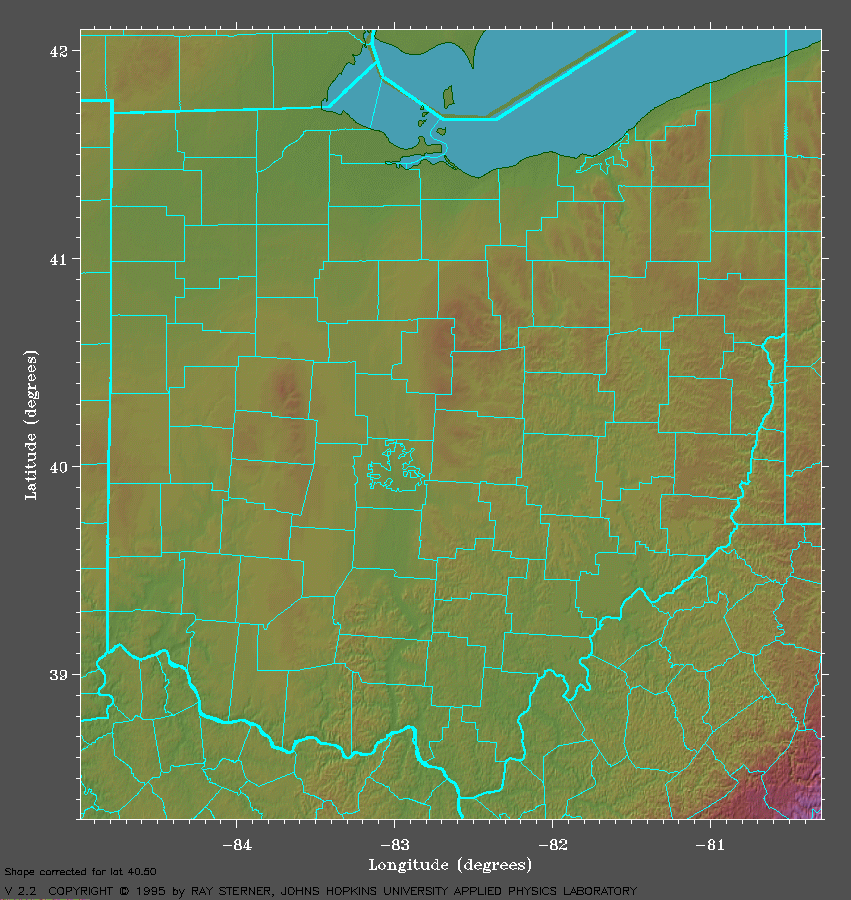 42
41
40
39
Latitude (degrees)
-84
-83
-82
-81
Longitude (degrees)
Shape corrected for lat 40.50
V 2.2 COPYRIGHT © 1995 by RAY STERNER, JOHNS HOPKINS UNIVERSITY APPLIED PHYSICS LABORATORY